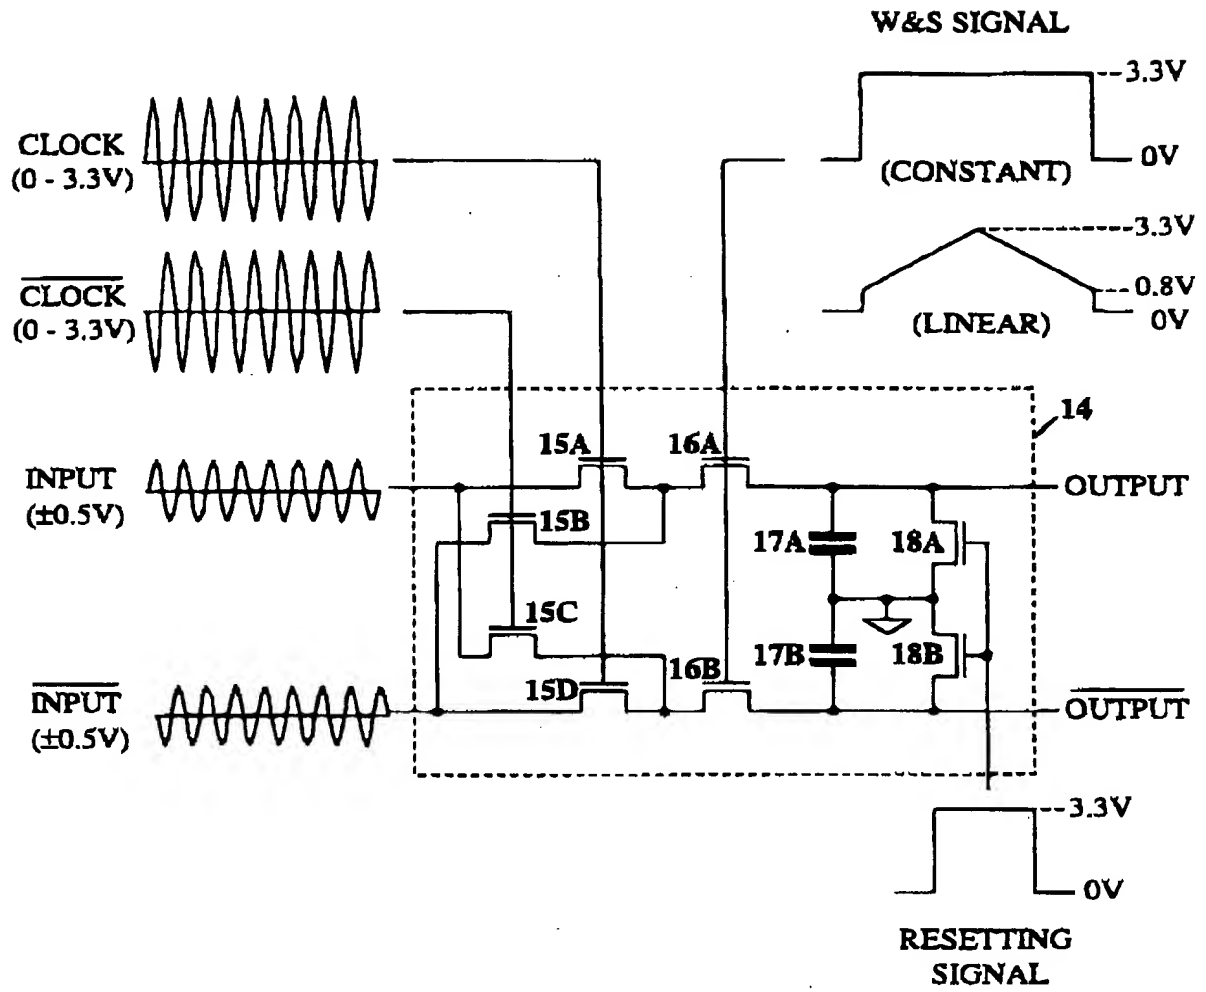 W&S SIGNAL
3.3V
0V
(CONSTANT)
CLOCK
(0 - 3.3V)
3.3V
0.8V
0V
(LINEAR)
CLOCK
(0 - 3.3V)
14
15A
16A
INPUT
(±0.5V)
OUTPUT
15B
17A
18A
15C
17B
18B
16B
15D
INPUT
(±0.5V)
OUTPUT
3.3V
0V
RESETTING
SIGNAL